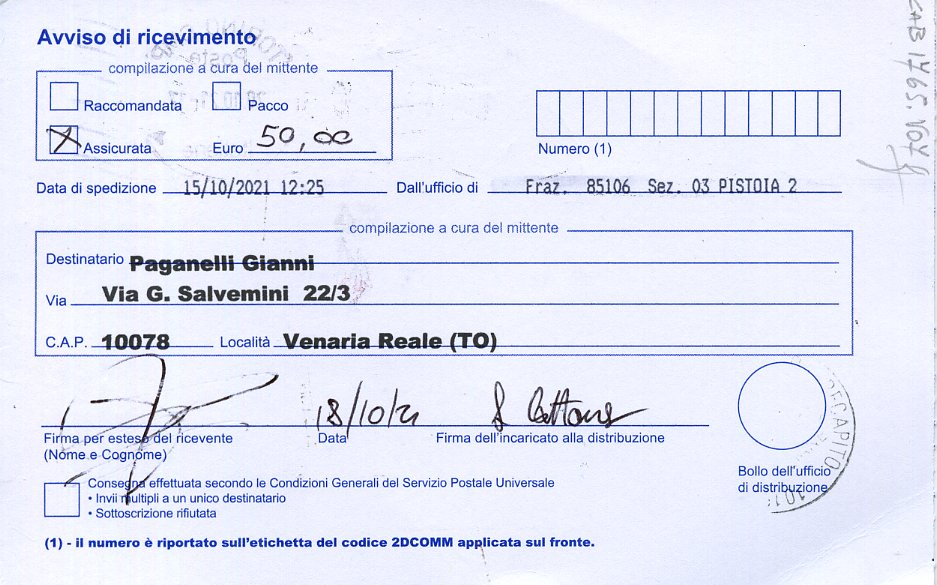 Avviso di ricevimento
compilazione a cura del mittente
Raccomandata Pacco
X Assicurata Euro 50,00
Numero (1)
Data di spedizione 15/10/2021 12:25 Dall'ufficio di Fraz. 85106 Sez. 03 PISTOIA 2
compilazione a cura del mittente
Destinatario Paganelli Gianni
Via Via G. Salvemini 22/3
C.A.P. 10078 Località Venaria Reale (TO)
18/10/21
Firma per esteso del ricevente Data Firma dell'incaricato alla distribuzione
(Nome e Cognome)
Bollo dell'ufficio
di distribuzione
RECAPITO
Consegna effettuata secondo le Condizioni Generali del Servizio Postale Universale
• Invii multipli a un unico destinatario
• Sottoscrizione rifiutata
(1) - il numero è riportato sull'etichetta del codice 2DCOMM applicata sul fronte.